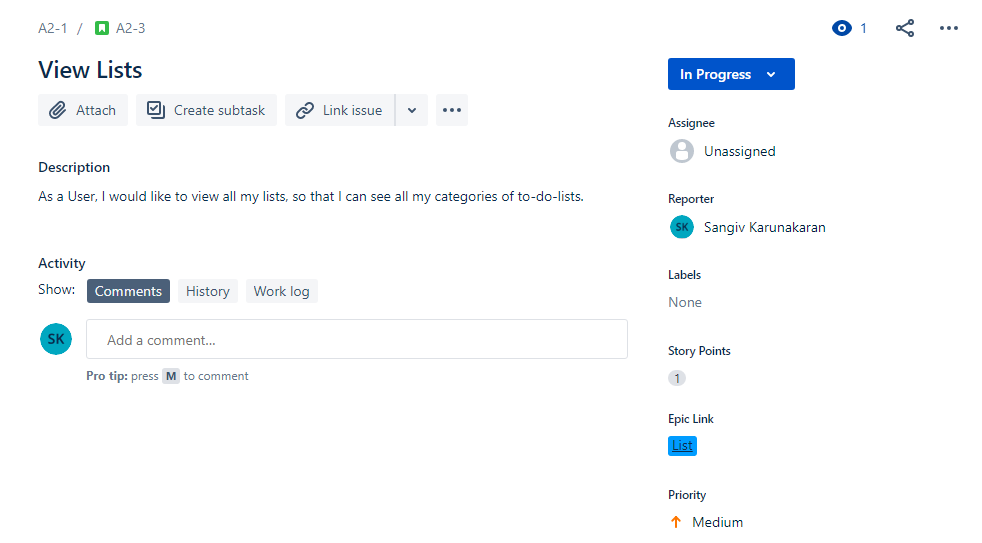 A2-1 / A2-3
1
View Lists
Attach
Create subtask
Link issue
Description
As a User, I would like to view all my lists, so that I can see all my categories of to-do-lists.
Activity
Show: Comments History Work log
SK Add a comment...
Pro tip: press M to comment
In Progress
Assignee
Unassigned
Reporter
SK Sangiv Karunakaran
Labels
None
Story Points
1
Epic Link
List
Priority
Medium